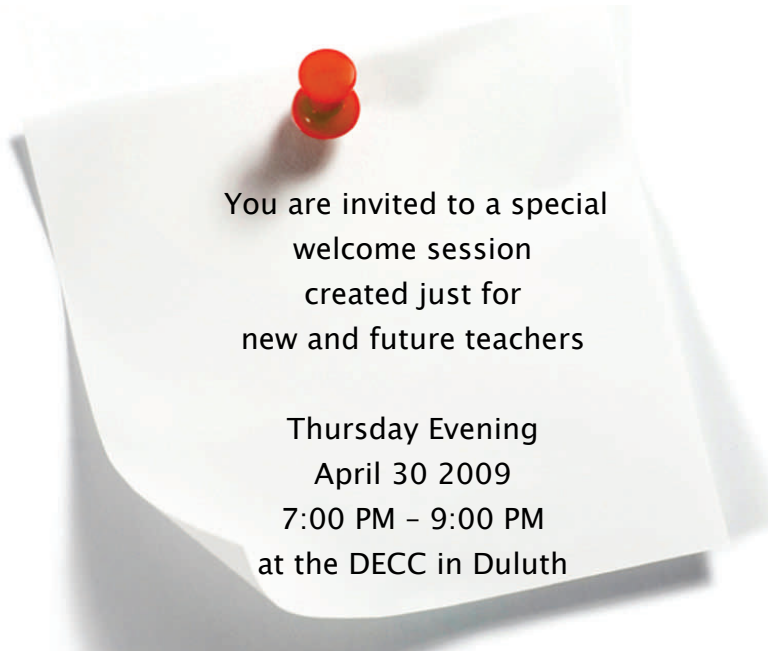 You are invited to a special
welcome session
created just for
new and future teachers
Thursday Evening
April 30 2009
7:00 PM – 9:00 PM
at the DECC in Duluth